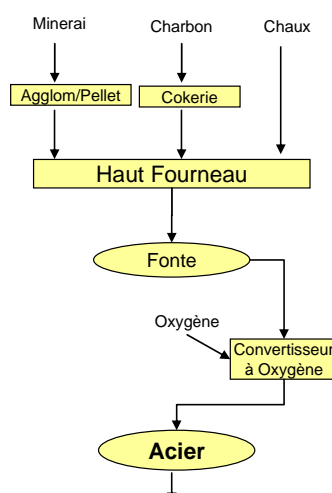 Minerai
Charbon
Chaux
Agglom/Pellet
Cokerie
Haut Fourneau
Fonte
Oxygène
Convertisseur
à Oxygène
Acier